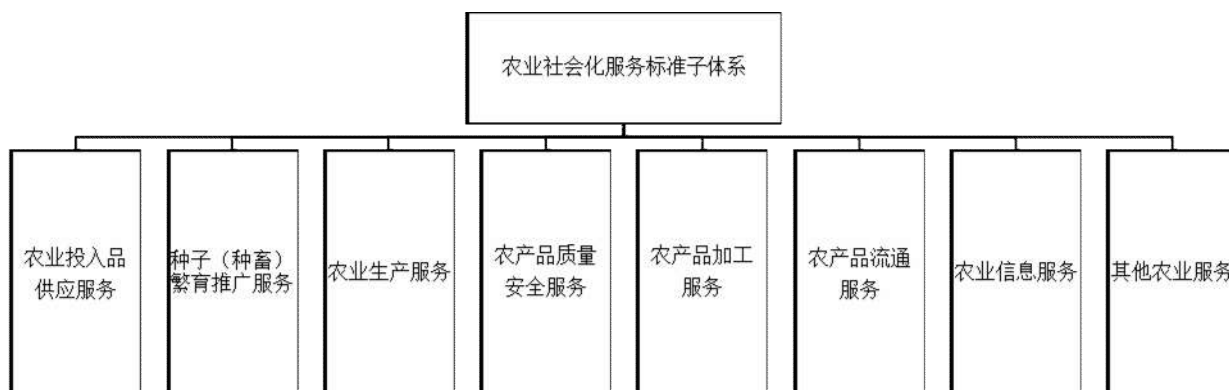 农业社会化服务标准子体系
农业投入品
供应服务
种子（种畜）
繁育推广服务
农业生产服务
农产品质量
安全服务
农产品加工
服务
农产品流通
服务
农业信息服务
其他农业服务